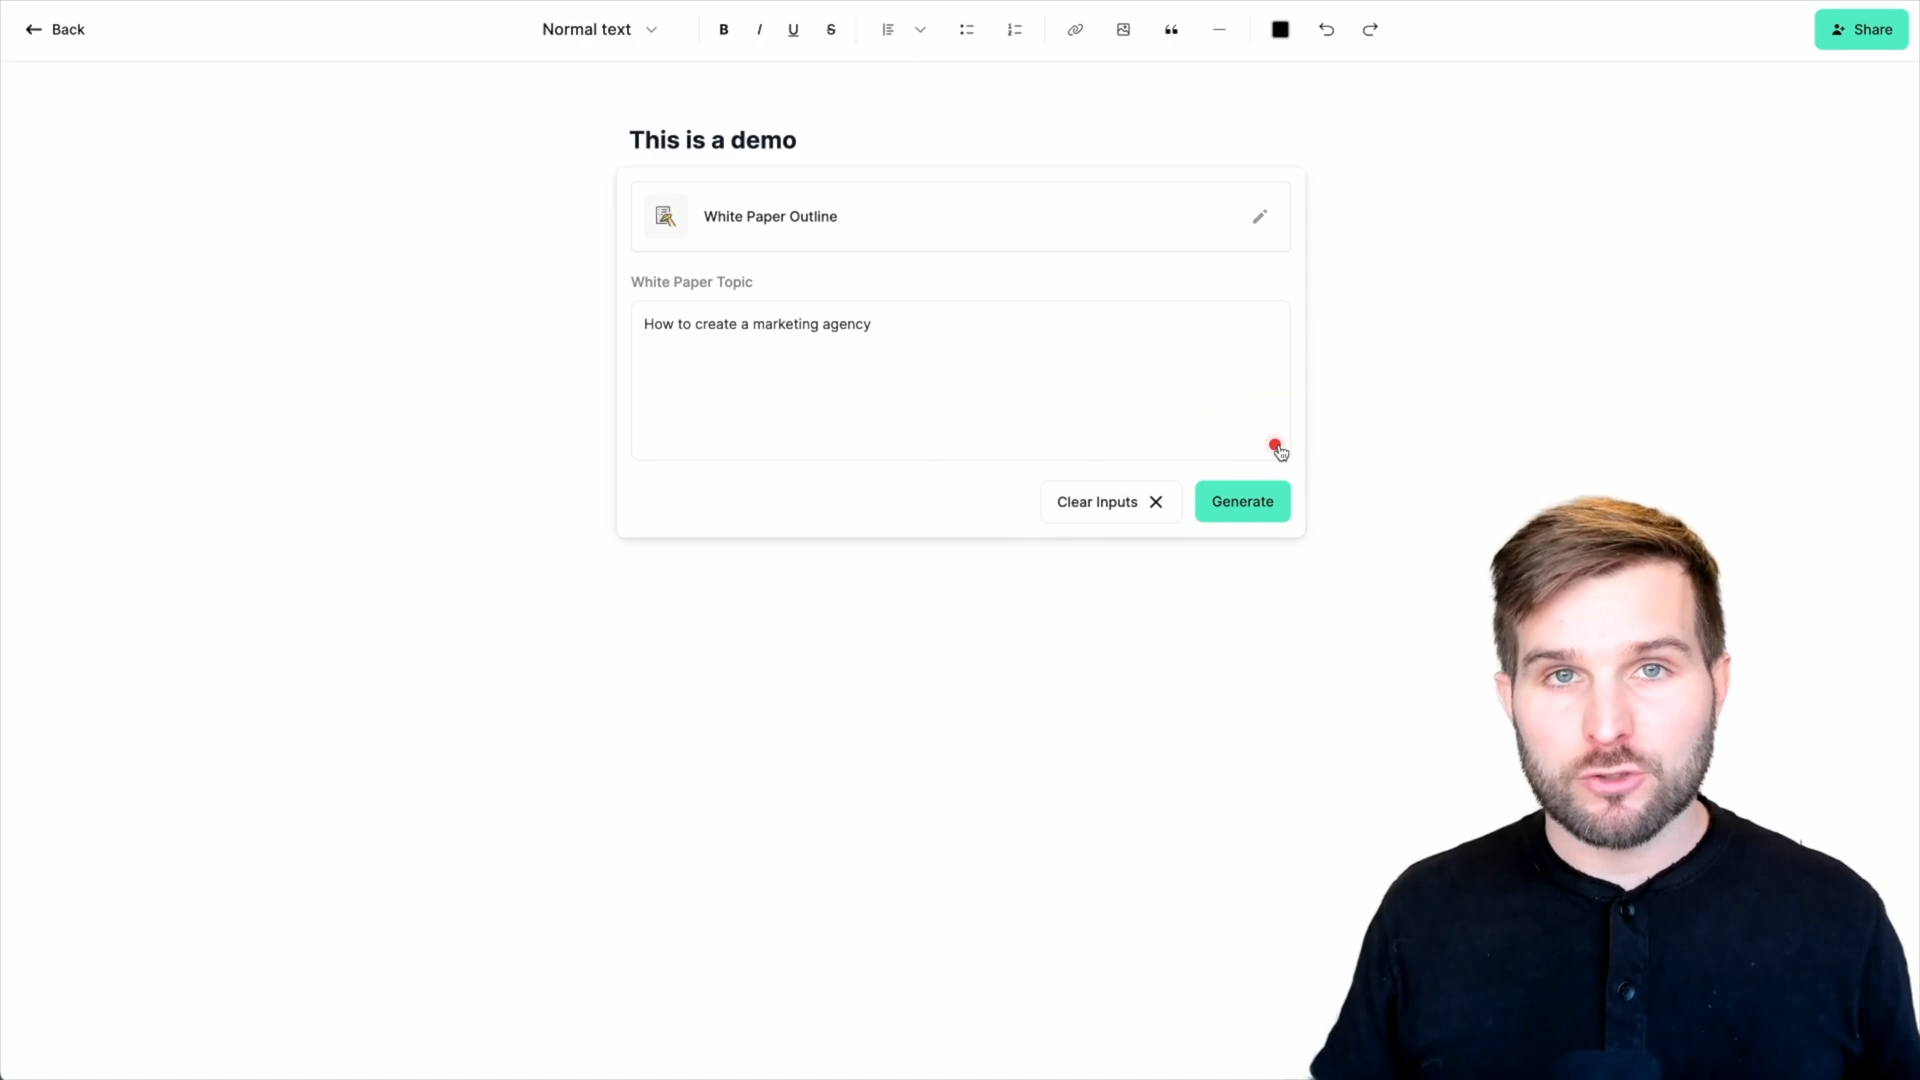 Back
Normal text
B
I
U
S
Share
This is a demo
White Paper Outline
White Paper Topic
How to create a marketing agency
Clear Inputs
Generate